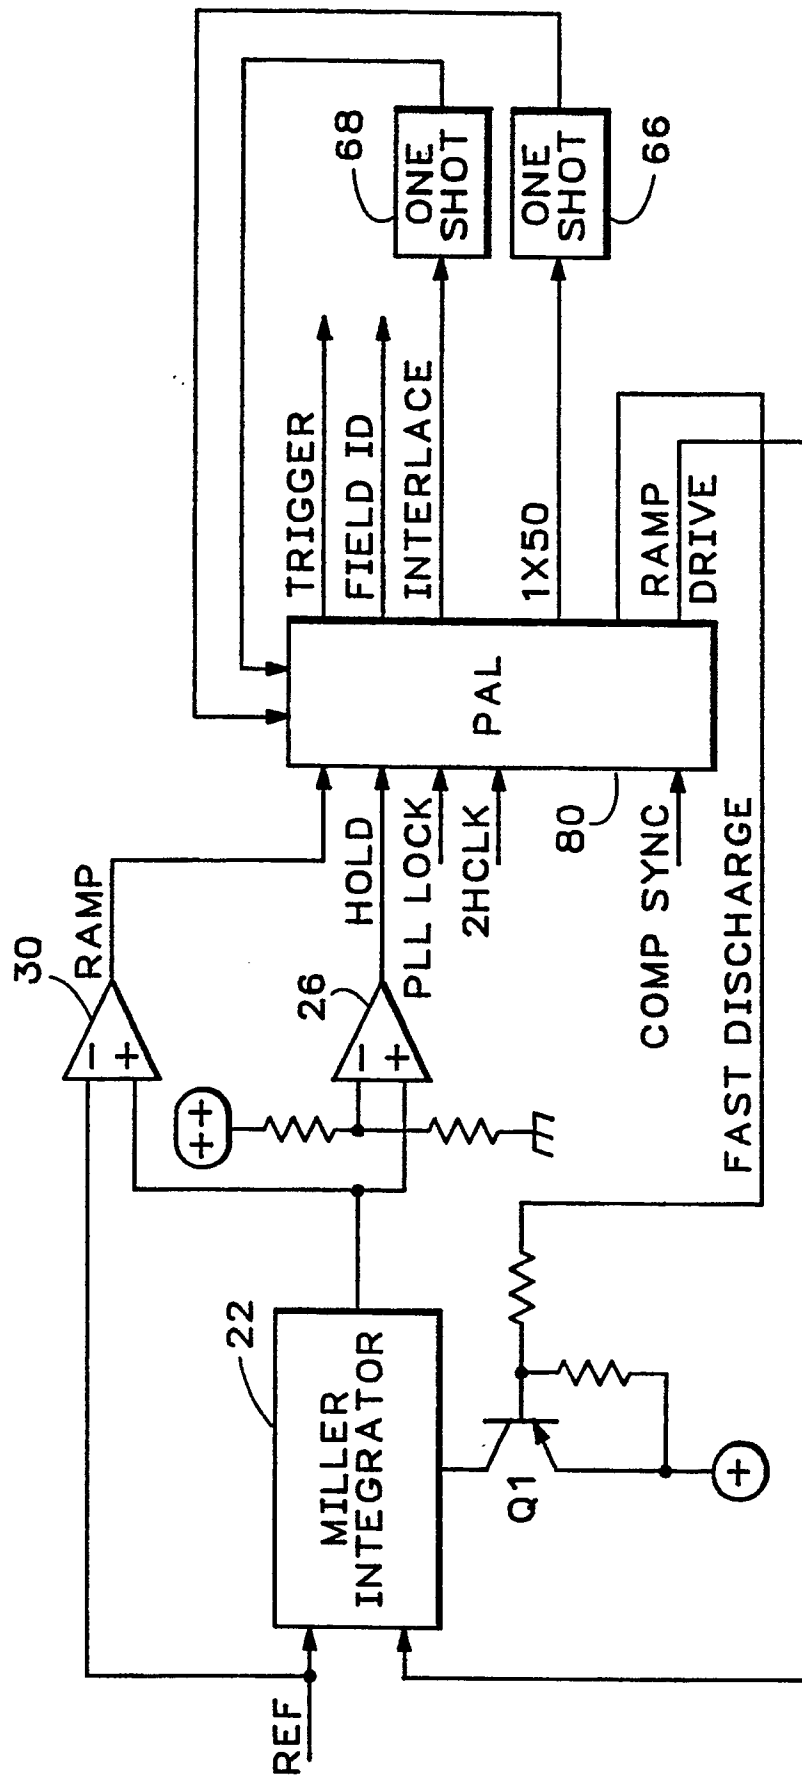 30
RAMP
++
-
+
26
-
+
HOLD
PLL LOCK
2HCLK
80
COMP SYNC
PAL
TRIGGER
FIELD ID
INTERLACE
1X50
RAMP
DRIVE
68
ONE
SHOT
ONE
SHOT
66
REF
22
MILLER
INTEGRATOR
Q1
+
FAST DISCHARGE